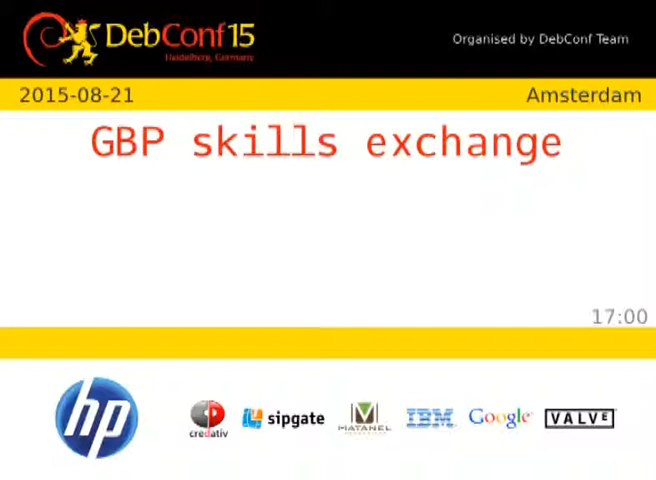 DebConf15
Heidelberg, Germany
Organised by DebConf Team
2015-08-21
Amsterdam
GBP skills exchange
17:00
hp
credativ
sipgate
MATANEL
IBM
Google
VALVE